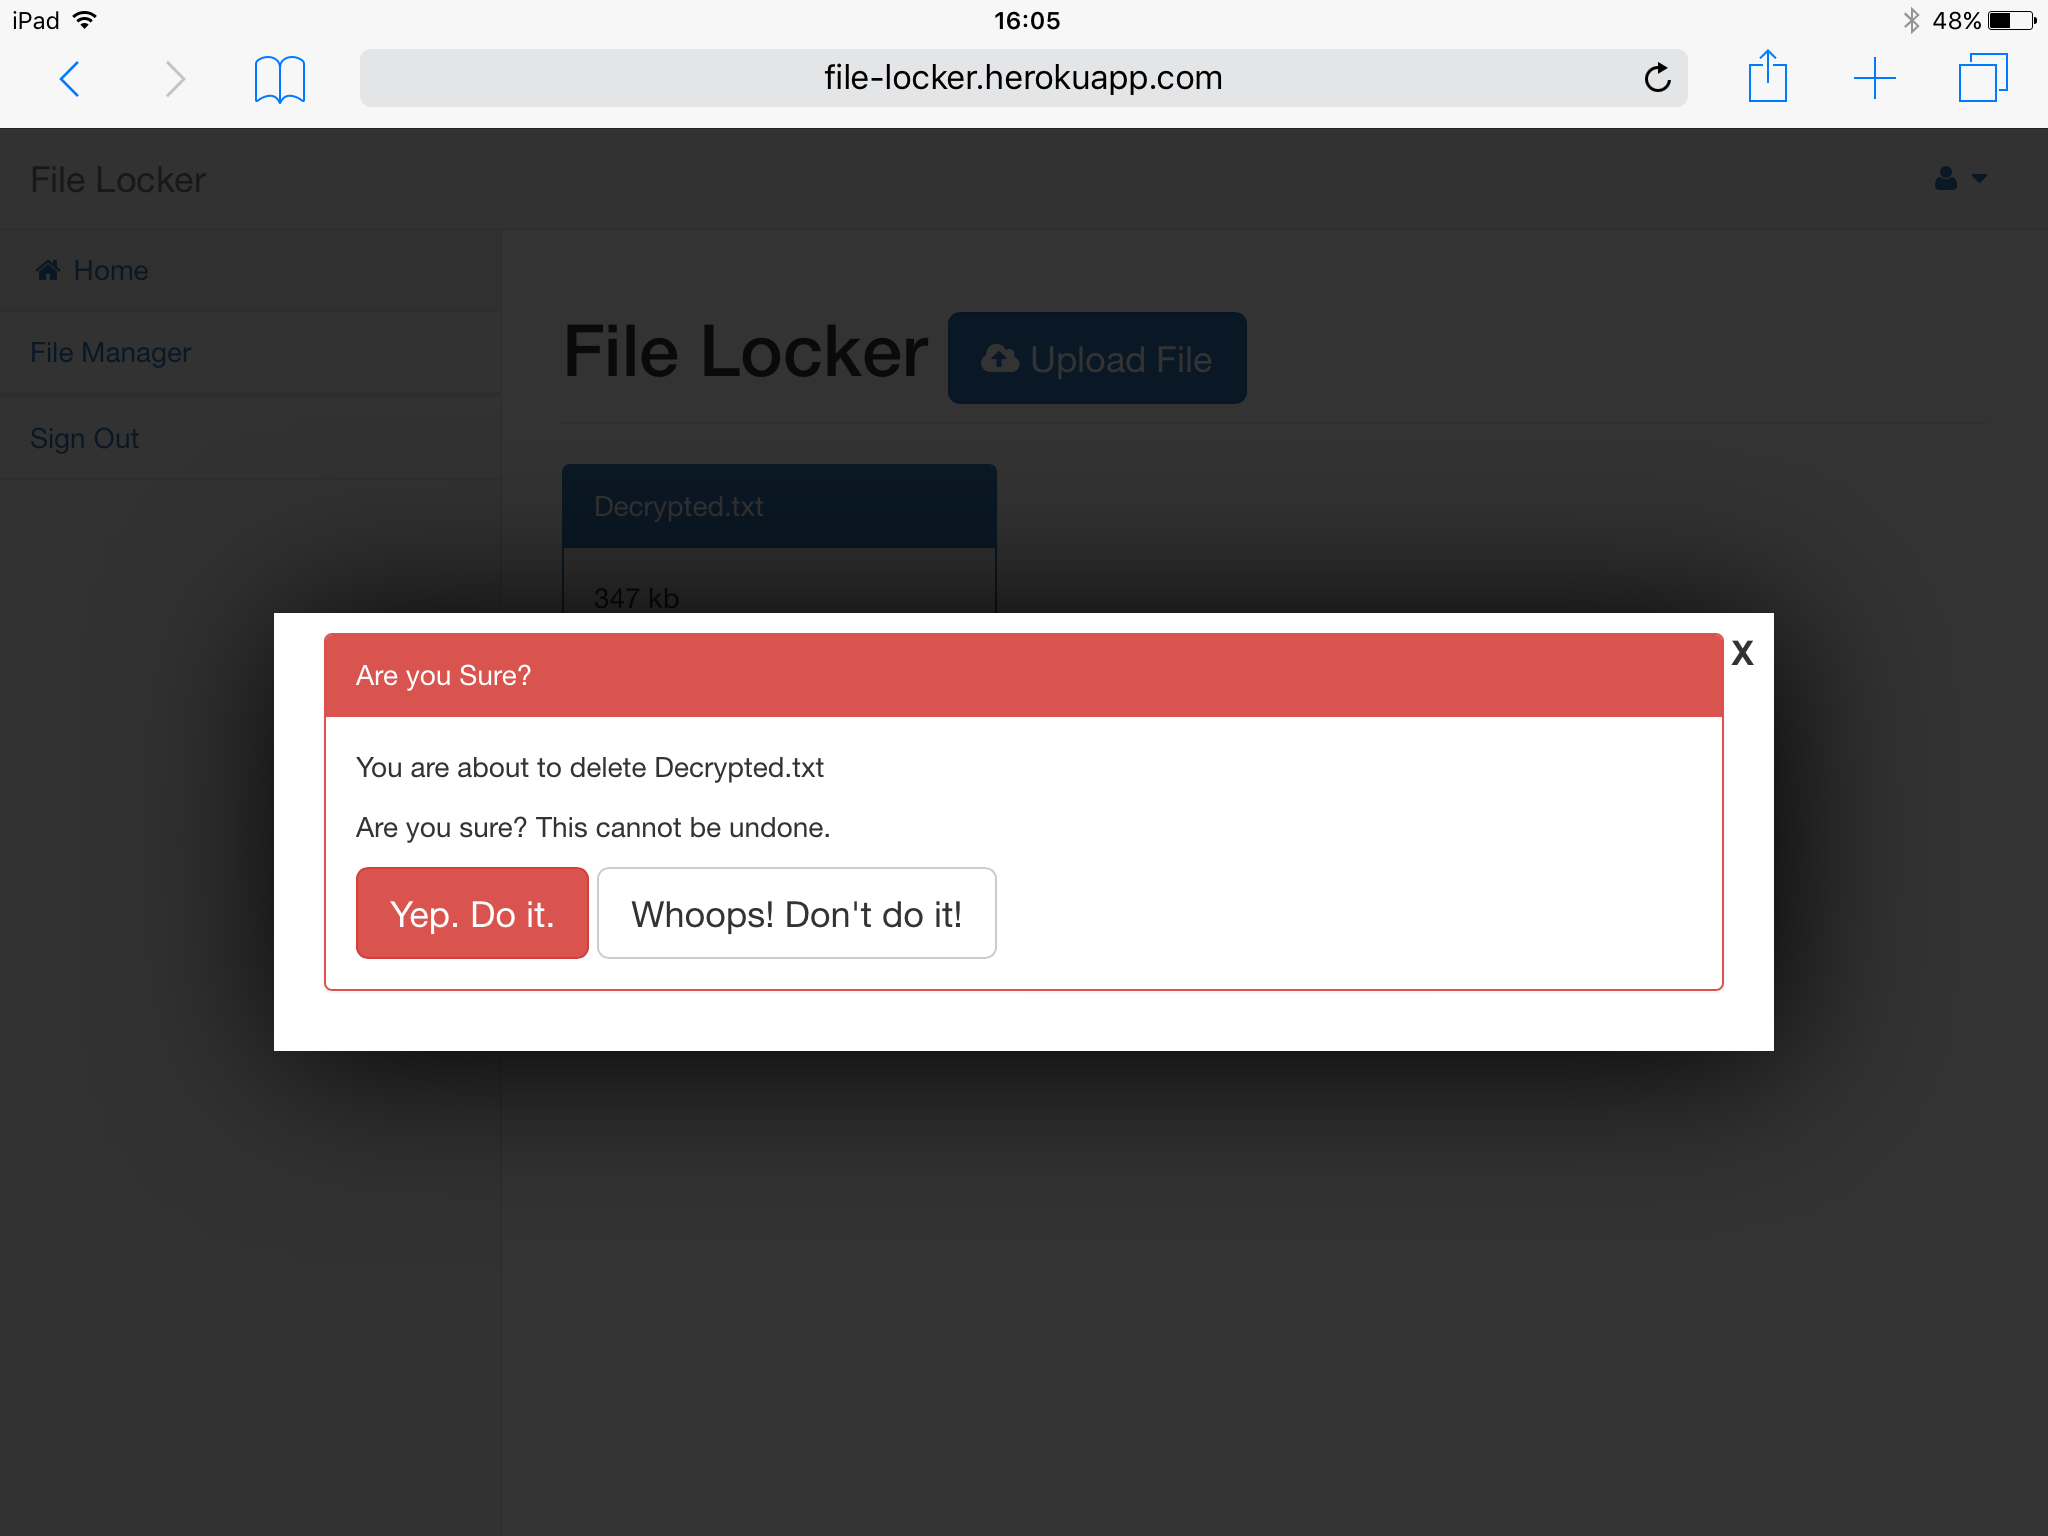 iPad 16:05 48%
file-locker.herokuapp.com
File Locker
Home
File Manager
Sign Out
File Locker Upload File
Decrypted.txt
347 kb
Are you Sure? X
You are about to delete Decrypted.txt
Are you sure? This cannot be undone.
Yep. Do it. Whoops! Don't do it!